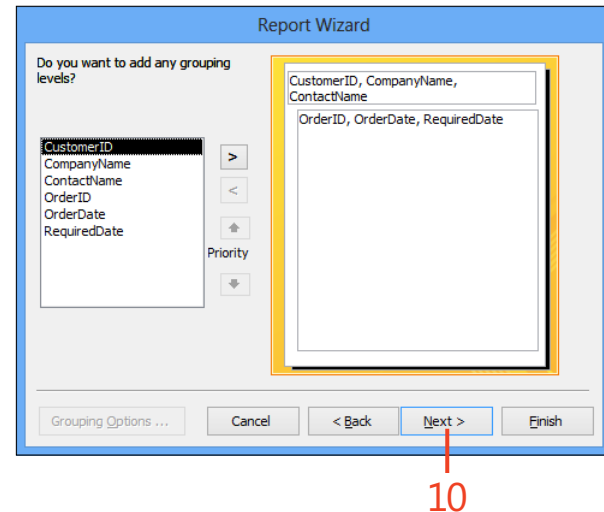 Report Wizard
Do you want to add any grouping
levels?
CustomerID
CompanyName
ContactName
OrderID
OrderDate
RequiredDate
>
<
Priority
CustomerID, CompanyName,
ContactName
OrderID, OrderDate, RequiredDate
Grouping Options ...
Cancel
< Back
Next >
Finish
10